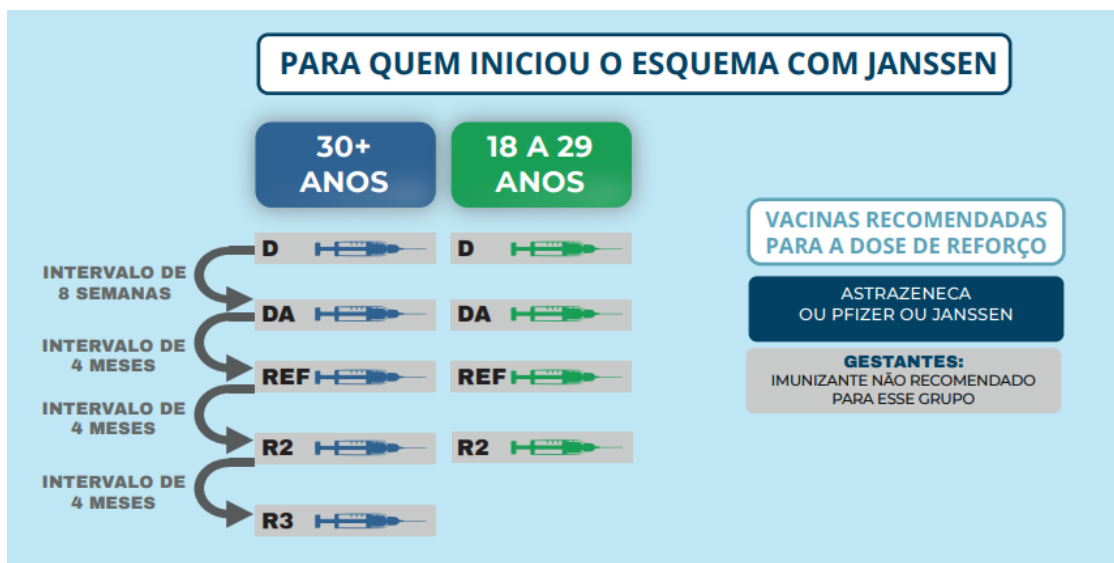 PARA QUEM INICIOU O ESQUEMA COM JANSSEN
30+
ANOS
18 A 29
ANOS
D
D
INTERVALO DE
8 SEMANAS
DA
DA
INTERVALO DE
4 MESES
REF
REF
INTERVALO DE
4 MESES
R2
R2
INTERVALO DE
4 MESES
R3
VACINAS RECOMENDADAS
PARA A DOSE DE REFORÇO
ASTRAZENECA
OU PFIZER OU JANSSEN
GESTANTES:
IMUNIZANTE NÃO RECOMENDADO
PARA ESSE GRUPO